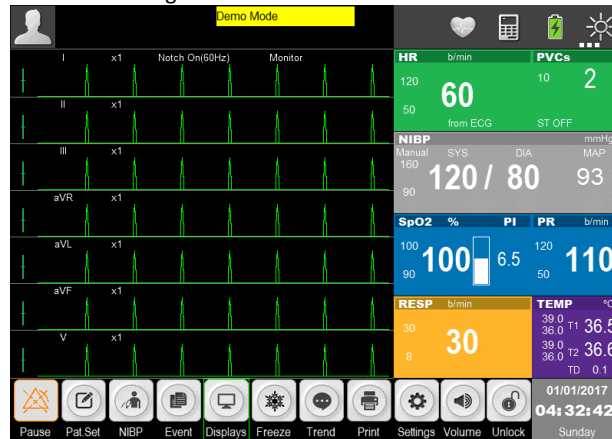 Demo Mode
I x1 Notch On(60Hz) Monitor
II x1
III x1
aVR x1
aVL x1
aVF x1
V x1
HR b/min
120
50
60
from ECG
PVCs
10
2
ST OFF
NIBP mmHg
Manual SYS DIA MAP
160
90
120 / 80 93
SpO2 % PI
100
90
100 6.5
PR b/min
120
50
110
RESP b/min
30
8
30
TEMP °C
39.0
36.0 T1 36.5
39.0
36.0 T2 36.6
TD 0.1
Pause Pat.Set NIBP Event Displays Freeze Trend Print Settings Volume Unlock
01/01/2017
04:32:42
Sunday